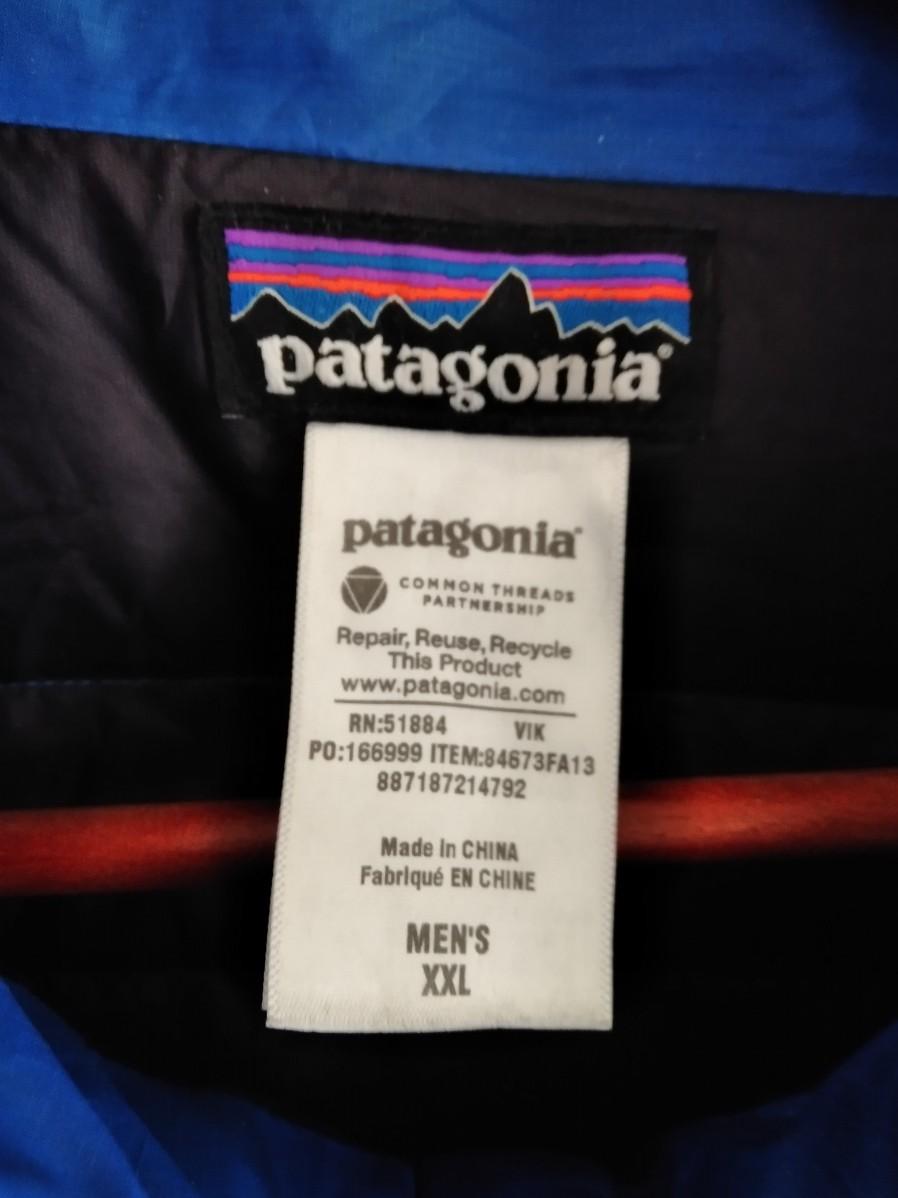 patagonia®
patagonia®
COMMON THREADS
PARTNERSHIP
Repair, Reuse, Recycle
This Product
www.patagonia.com
RN:51884 VIK
PO:166999 ITEM:84673FA13
887187214792
Made in CHINA
Fabriqué EN CHINE
MEN'S
XXL